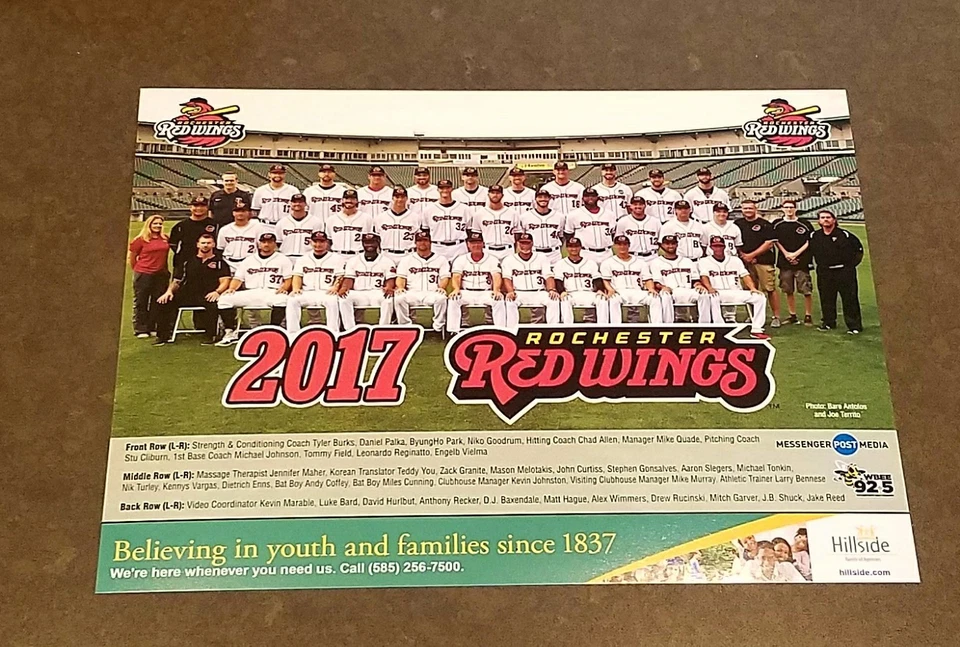 ROCHESTER
RED WINGS
ROCHESTER
RED WINGS
2017
ROCHESTER
RED WINGS
TM
Photo: Bare Antolos
and Joe Territo
Front Row (L-R): Strength & Conditioning Coach Tyler Burks, Daniel Palka, ByungHo Park, Niko Goodrum, Hitting Coach Chad Allen, Manager Mike Quade, Pitching Coach
Stu Cliburn, 1st Base Coach Michael Johnson, Tommy Field, Leonardo Reginatto, Engelb Vielma
Middle Row (L-R): Massage Therapist Jennifer Maher, Korean Translator Teddy You, Zack Granite, Mason Melotakis, John Curtiss, Stephen Gonsalves, Aaron Slegers, Michael Tonkin,
Nik Turley, Kennys Vargas, Dietrich Enns, Bat Boy Andy Coffey, Bat Boy Miles Cunning, Clubhouse Manager Kevin Johnston, Visiting Clubhouse Manager Mike Murray, Athletic Trainer Larry Bennese
Back Row (L-R): Video Coordinator Kevin Marable, Luke Bard, David Hurlbut, Anthony Recker, D.J. Baxendale, Matt Hague, Alex Wimmers, Drew Rucinski, Mitch Garver, J.B. Shuck, Jake Reed
MESSENGER POST MEDIA
WBEE
92.5
Believing in youth and families since 1837
We're here whenever you need us. Call (585) 256-7500.
Hillside
hillside.com